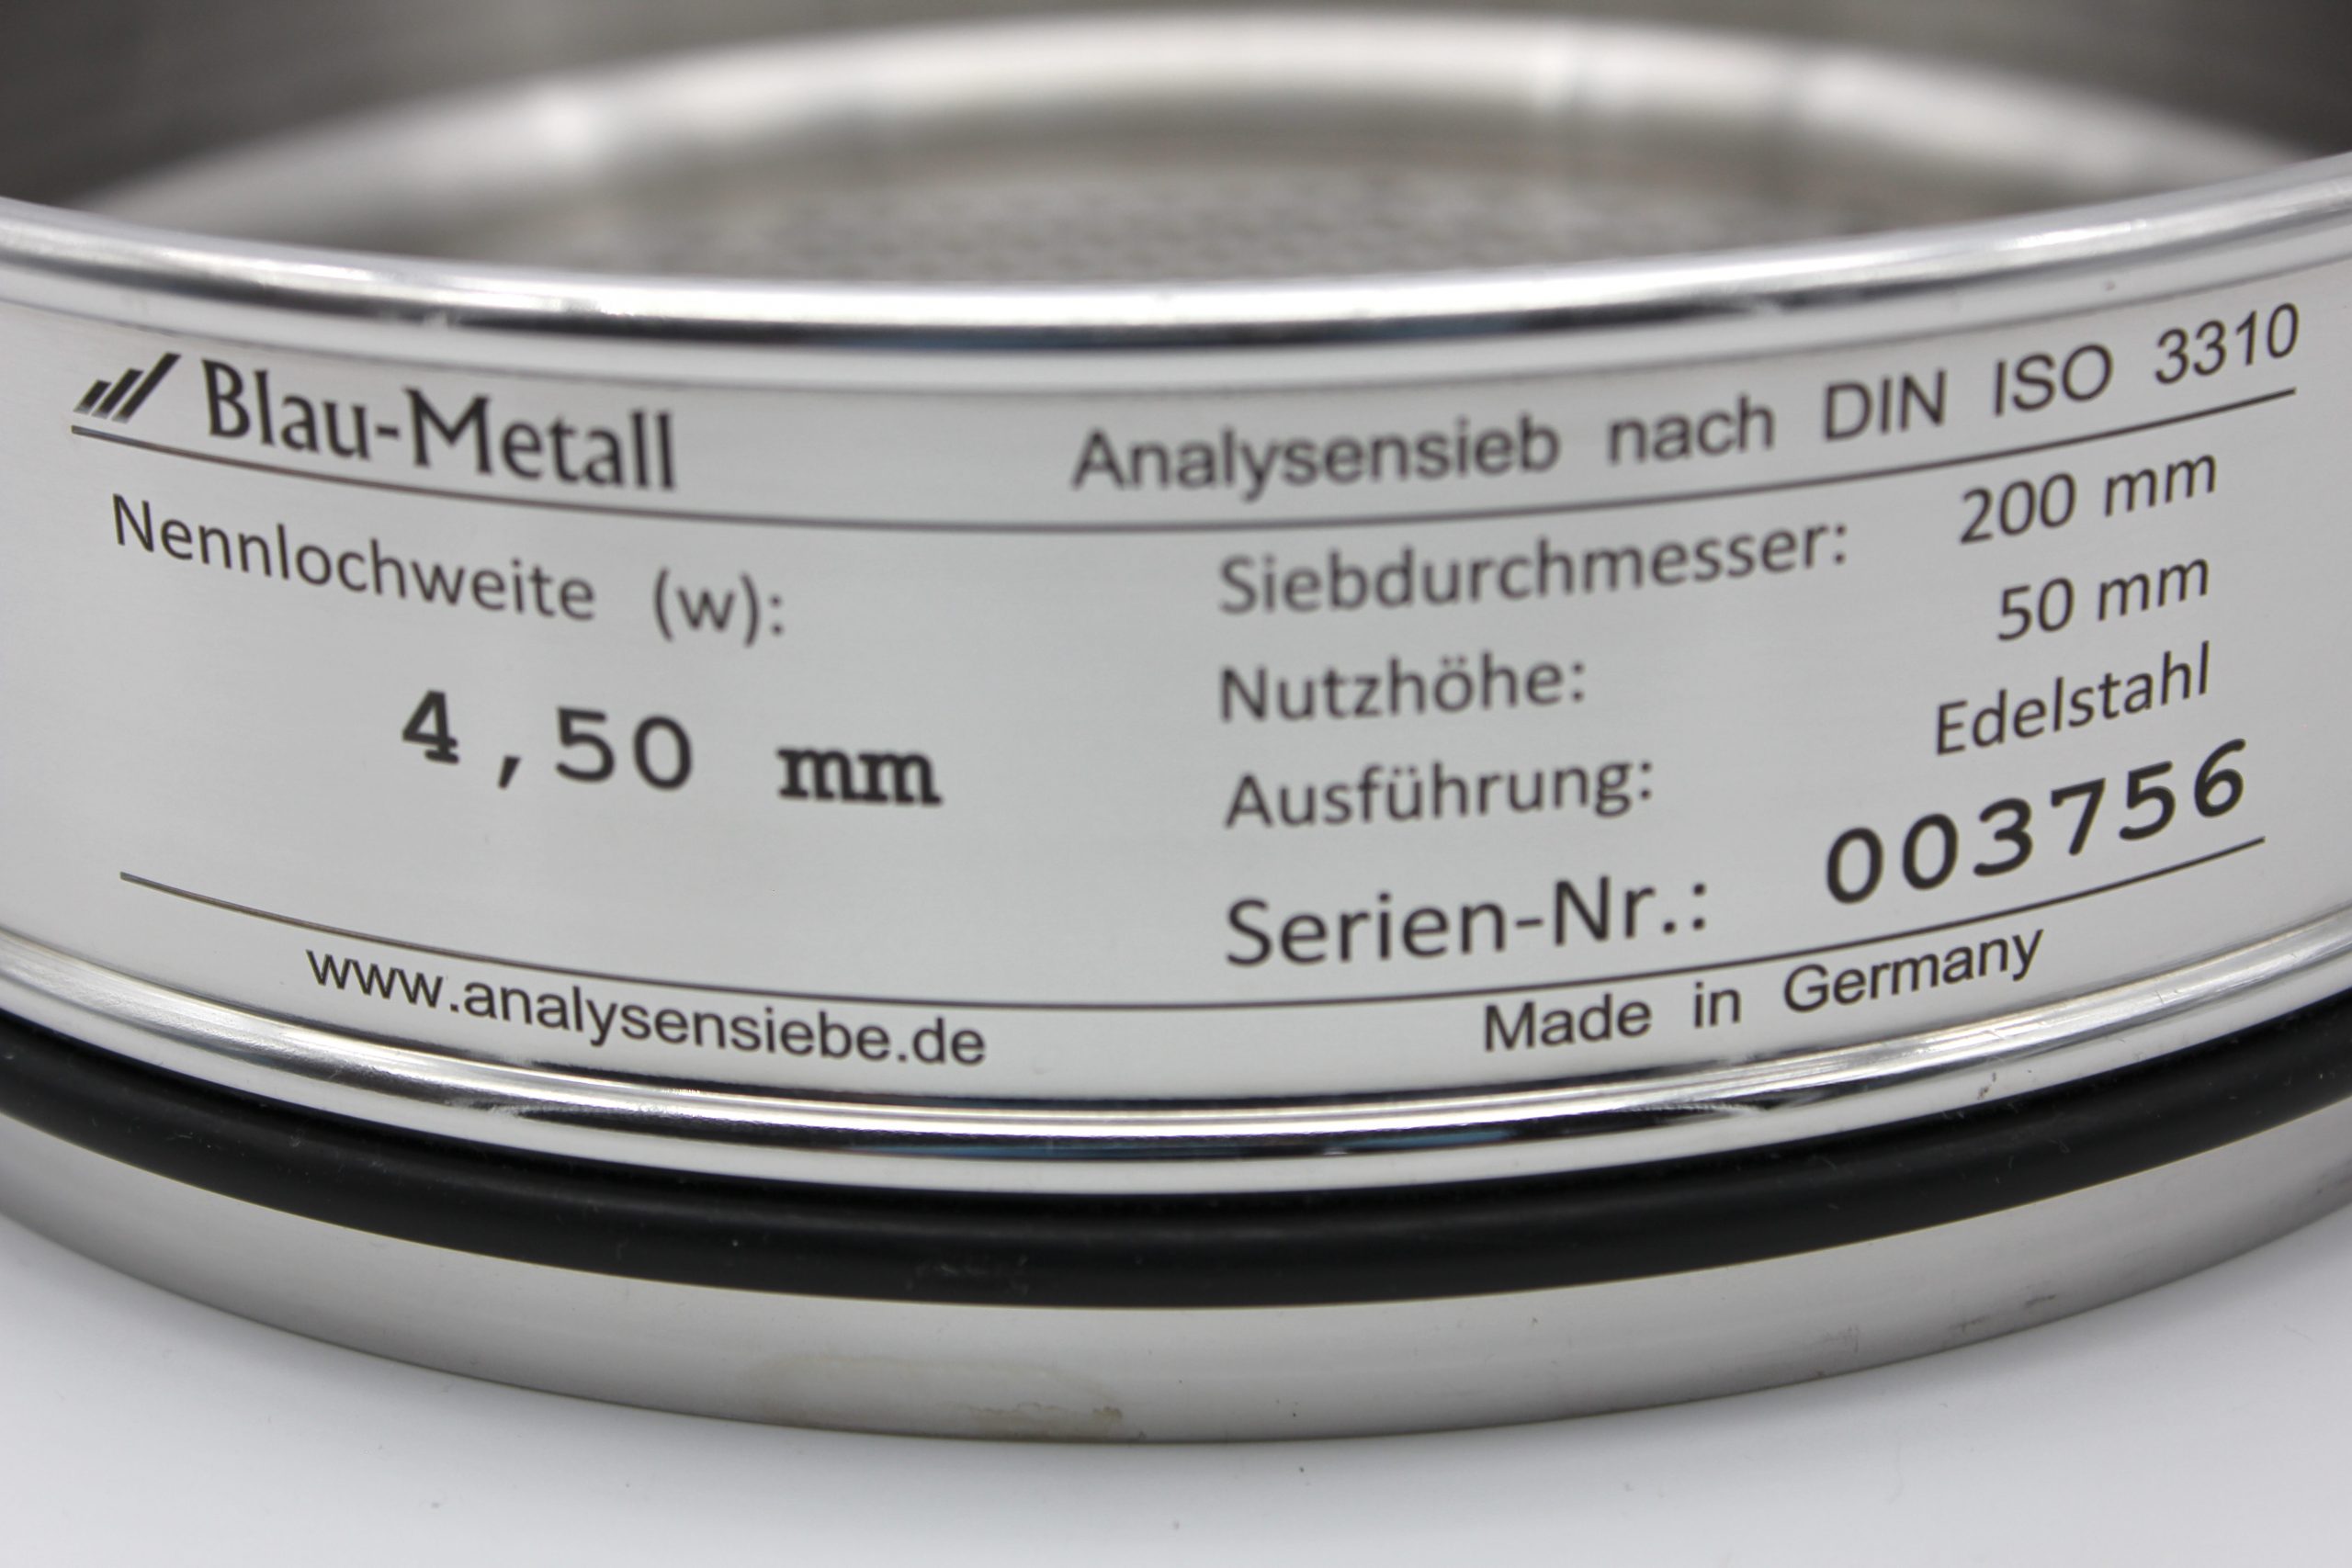 Blau-Metall Analysensieb nach DIN ISO 3310
Nennlochweite (w):
4,50 mm
Siebdurchmesser: 200 mm
Nutzhöhe: 50 mm
Ausführung: Edelstahl
Serien-Nr.: 003756
www.analysensiebe.de Made in Germany